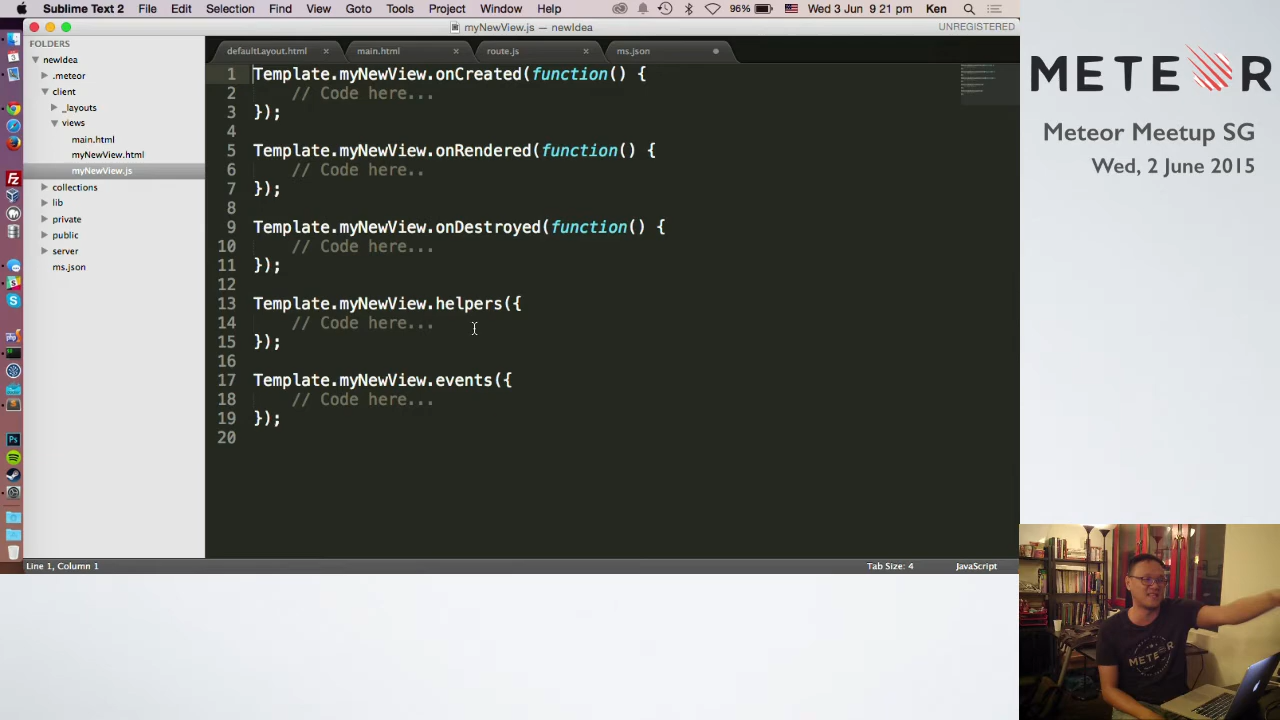 Sublime Text 2 File Edit Selection Find View Goto Tools Project Window Help 96% Wed 3 Jun 9:21 pm Ken
myNewView.js — newIdea UNREGISTERED
FOLDERS
newIdea
.meteor
client
_layouts
views
main.html
myNewView.html
myNewView.js
collections
lib
private
public
server
ms.json
defaultLayout.html × main.html × route.js × ms.json
1 Template.myNewView.onCreated(function() {
2 // Code here...
3 });
4
5 Template.myNewView.onRendered(function() {
6 // Code here..
7 });
8
9 Template.myNewView.onDestroyed(function() {
10 // Code here...
11 });
12
13 Template.myNewView.helpers({
14 // Code here...
15 });
16
17 Template.myNewView.events({
18 // Code here...
19 });
20
Line 1, Column 1 Tab Size: 4 JavaScript
METEOR
Meteor Meetup SG
Wed, 2 June 2015
METEOR